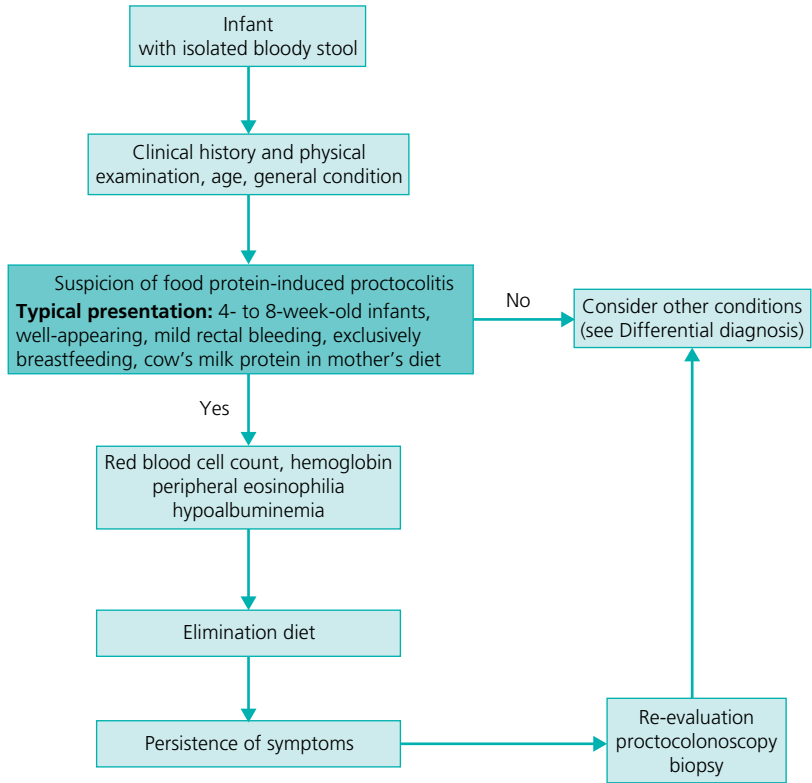 Infant
with isolated bloody stool
Clinical history and physical
examination, age, general condition
Suspicion of food protein-induced proctocolitis
Typical presentation: 4- to 8-week-old infants,
well-appearing, mild rectal bleeding, exclusively
breastfeeding, cow's milk protein in mother's diet
No
Consider other conditions
(see Differential diagnosis)
Yes
Red blood cell count, hemoglobin
peripheral eosinophilia
hypoalbuminemia
Elimination diet
Persistence of symptoms
Re-evaluation
proctocolonoscopy
biopsy